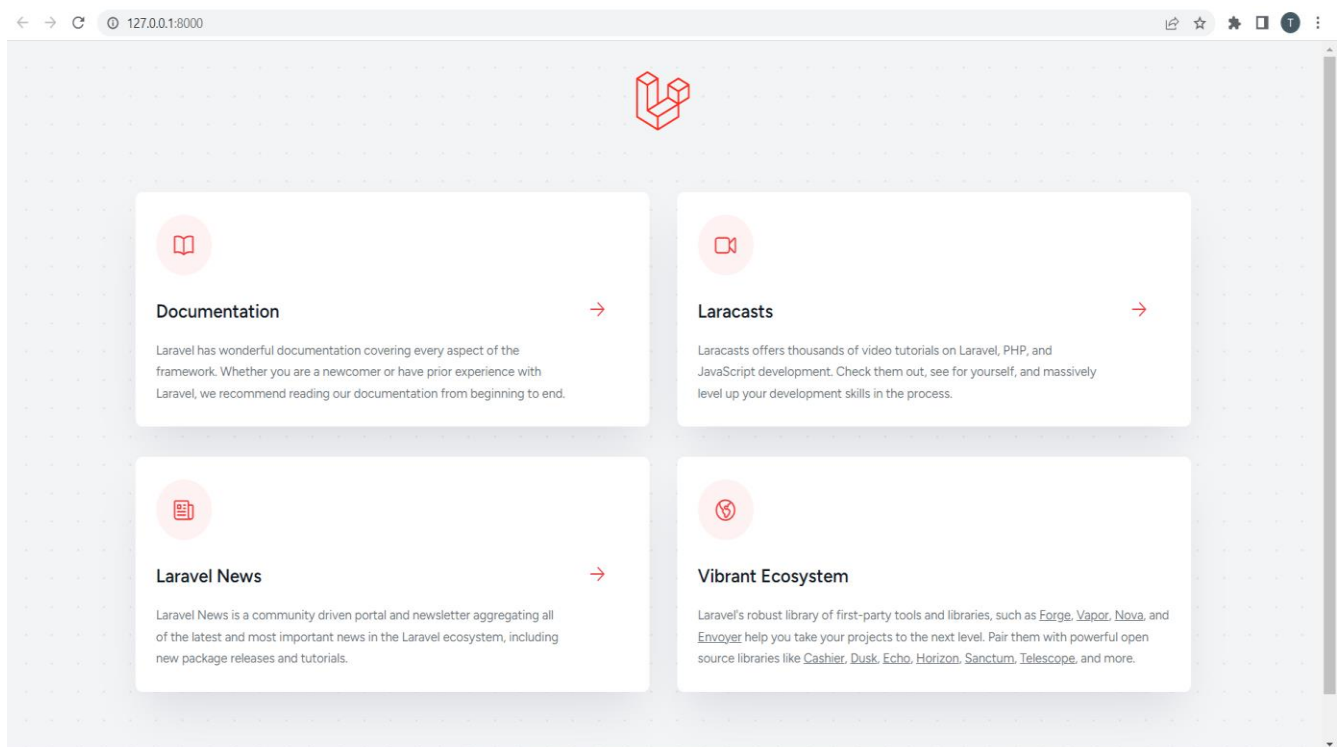 127.0.0.1:8000
T
Documentation
Laravel has wonderful documentation covering every aspect of the
framework. Whether you are a newcomer or have prior experience with
Laravel, we recommend reading our documentation from beginning to end.
Laracasts
Laracasts offers thousands of video tutorials on Laravel, PHP, and
JavaScript development. Check them out, see for yourself, and massively
level up your development skills in the process.
Laravel News
Laravel News is a community driven portal and newsletter aggregating all
of the latest and most important news in the Laravel ecosystem, including
new package releases and tutorials.
Vibrant Ecosystem
Laravel's robust library of first-party tools and libraries, such as Forge, Vapor, Nova, and
Envoyer help you take your projects to the next level. Pair them with powerful open
source libraries like Cashier, Dusk, Echo, Horizon, Sanctum, Telescope, and more.